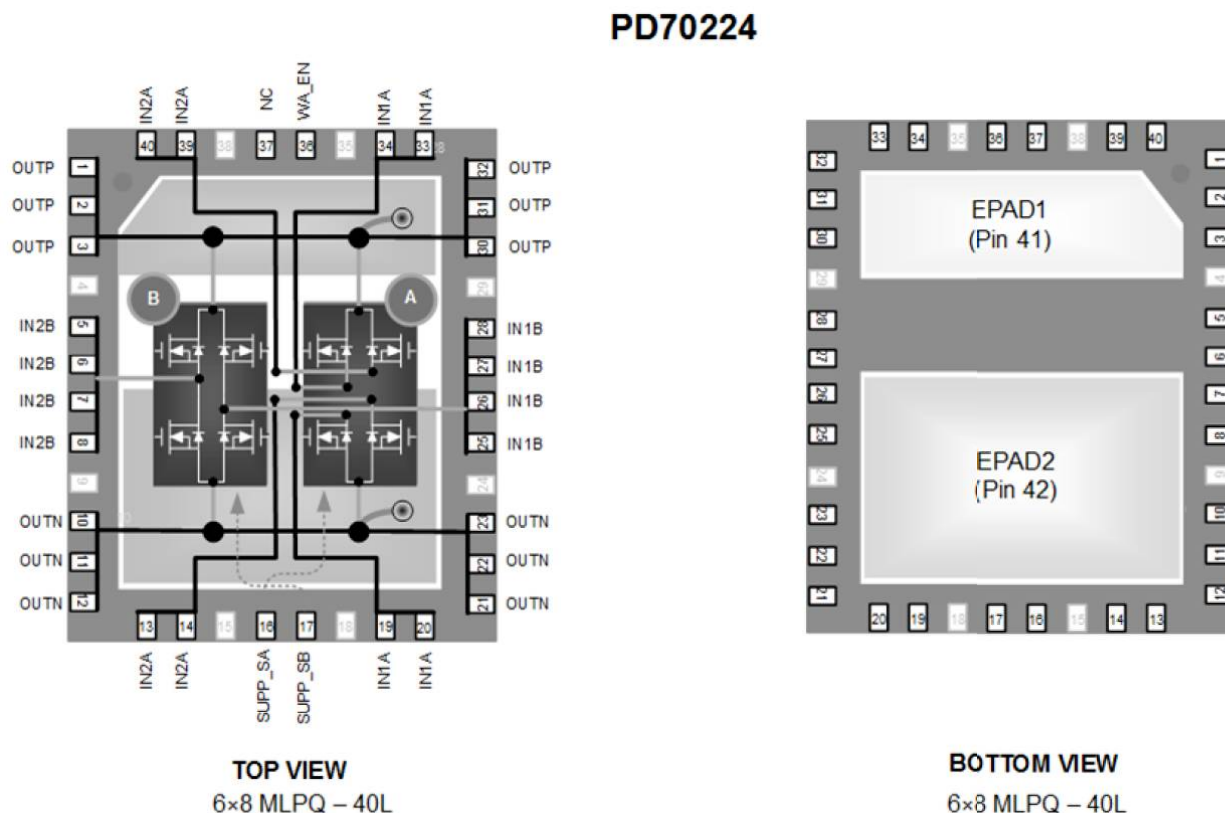 PD70224
IN2A IN2A NC WA_EN IN1A IN1A
40 39 38 37 36 35 34 33
OUTP 1 32 OUTP
OUTP 2 31 OUTP
OUTP 3 30 OUTP
4 29
B A
IN2B 5 28 IN1B
IN2B 6 27 IN1B
IN2B 7 26 IN1B
IN2B 8 25 IN1B
9 24
OUTN 10 23 OUTN
OUTN 11 22 OUTN
OUTN 12 21 OUTN
13 14 15 16 17 18 19 20
IN2A IN2A SUPP_SA SUPP_SB IN1A IN1A
TOP VIEW
6×8 MLPQ – 40L
33 34 35 36 37 38 39 40
32 1
31 2
30 3
29 4
28 5
27 6
26 7
25 8
24 9
23 10
22 11
21 12
EPAD1
(Pin 41)
EPAD2
(Pin 42)
20 19 18 17 16 15 14 13
BOTTOM VIEW
6×8 MLPQ – 40L